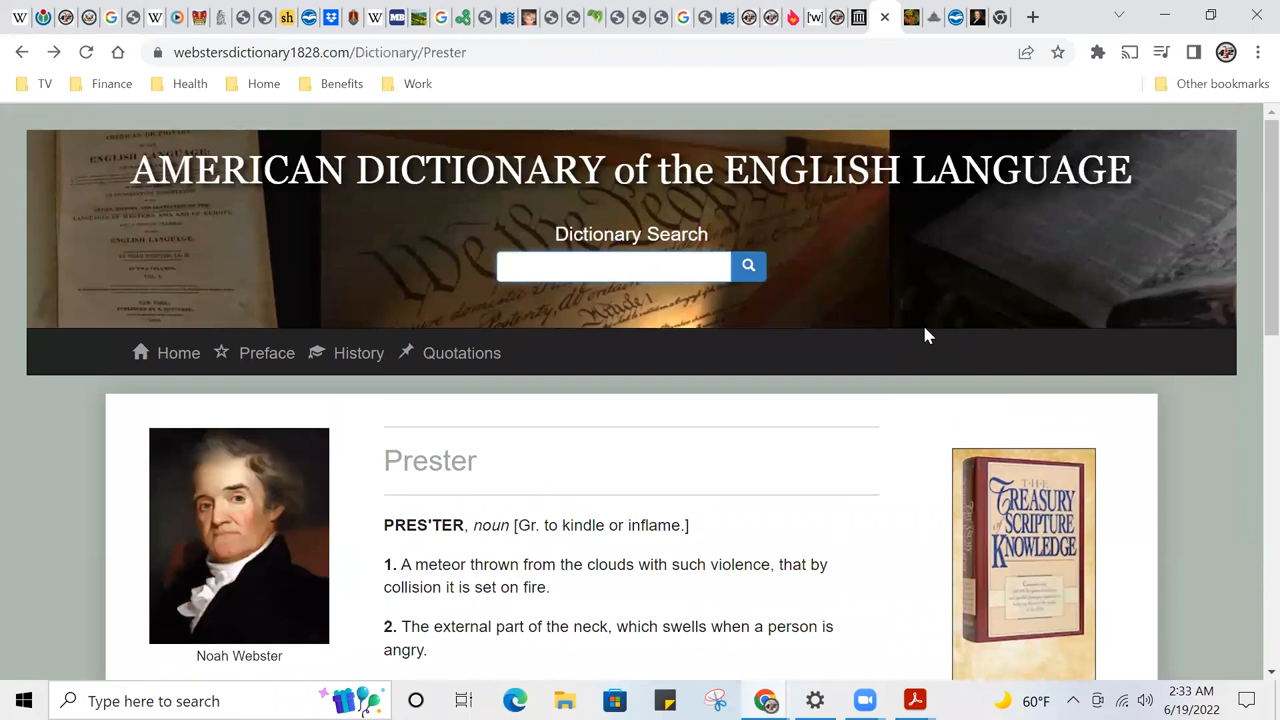 webstersdictionary1828.com/Dictionary/Prester
TV
Finance
Health
Home
Benefits
Work
Other bookmarks
AMERICAN DICTIONARY of the ENGLISH LANGUAGE
Dictionary Search
Home
Preface
History
Quotations
Prester
PRES'TER, noun [Gr. to kindle or inflame.]
1. A meteor thrown from the clouds with such violence, that by
collision it is set on fire.
2. The external part of the neck, which swells when a person is
angry.
Noah Webster
THE
TREASURY
of SCRIPTURE
KNOWLEDGE
Type here to search
60°F
2:33 AM
6/19/2022